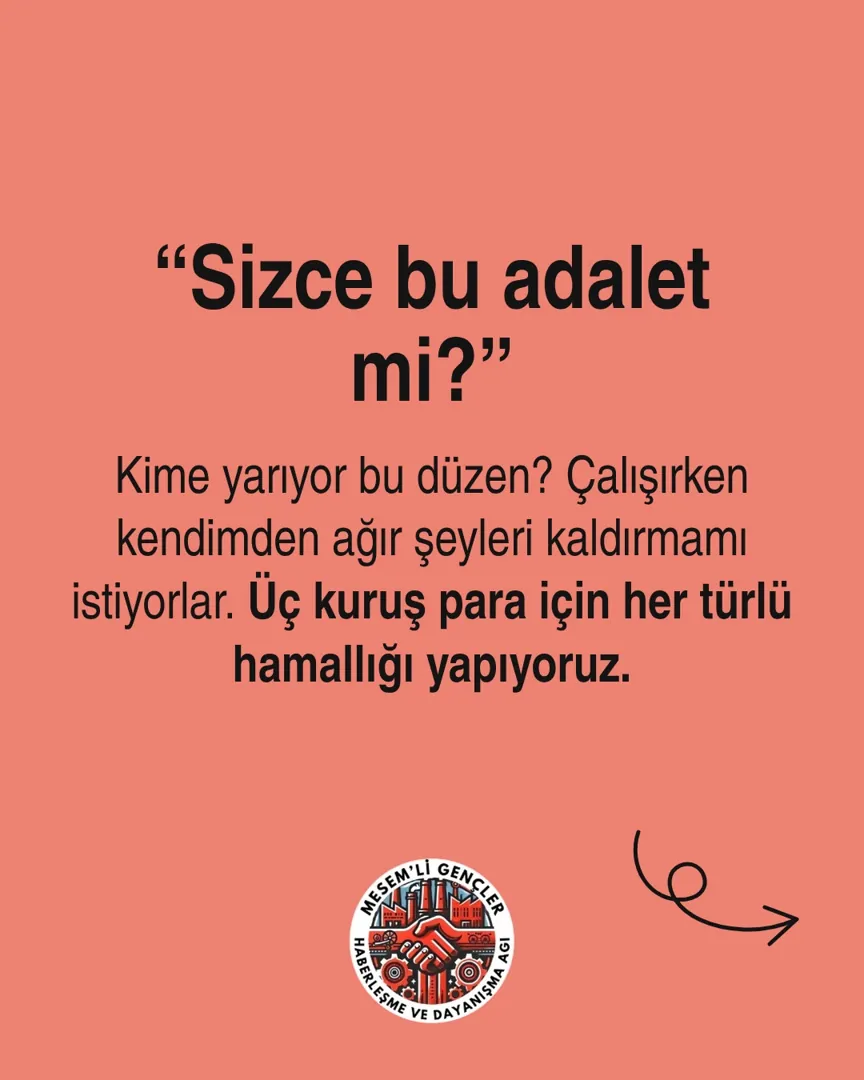 “Sizce bu adalet
mi?”
Kime yarıyor bu düzen? Çalışırken
kendimden ağır şeyleri kaldırmamı
istiyorlar. Üç kuruş para için her türlü
hamallığı yapıyoruz.
MESEM’Lİ GENÇLER
HABERLEŞME VE DAYANIŞMA AGI